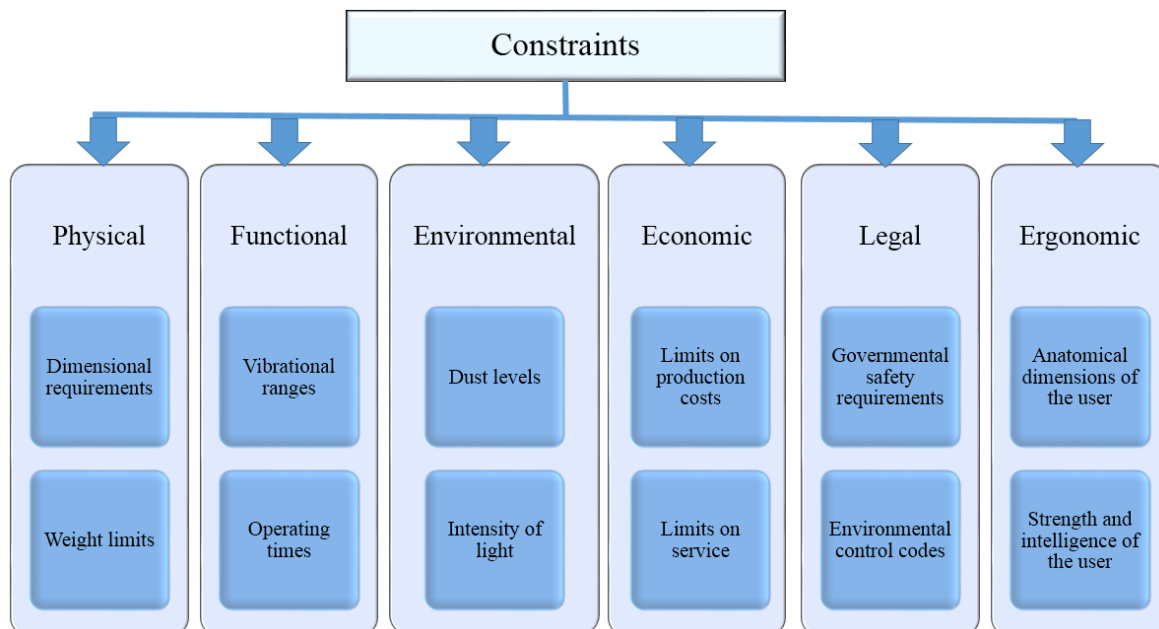 Constraints
Physical
Dimensional
requirements
Weight limits
Functional
Vibrational
ranges
Operating
times
Environmental
Dust levels
Intensity of
light
Economic
Limits on
production
costs
Limits on
service
Legal
Governmental
safety
requirements
Environmental
control codes
Ergonomic
Anatomical
dimensions of
the user
Strength and
intelligence of
the user